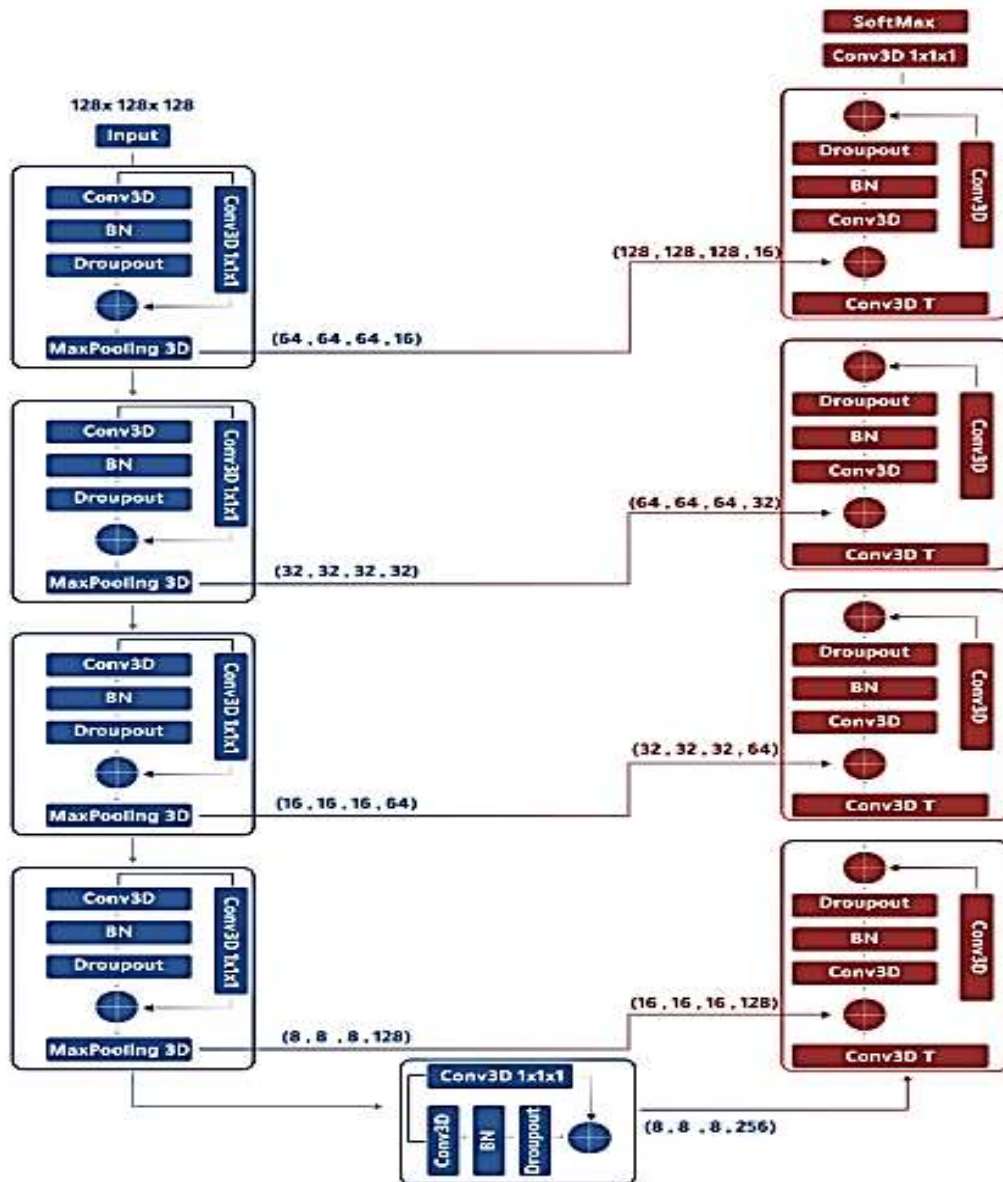 128x 128x 128
Input
Conv3D
BN
Droupout
Conv3D 1x1x1
MaxPooling 3D
(64 , 64 , 64 , 16)
Conv3D
BN
Droupout
Conv3D 1x1x1
MaxPooling 3D
(32 , 32 , 32 , 32)
Conv3D
BN
Droupout
Conv3D 1x1x1
MaxPooling 3D
(16 , 16 , 16 , 64)
Conv3D
BN
Droupout
Conv3D 1x1x1
MaxPooling 3D
(8 , 8 , 8 , 128)
Conv3D 1x1x1
Conv3D
BN
Droupout
(8 , 8 , 8 , 256)
SoftMax
Conv3D 1x1x1
Droupout
BN
Conv3D
Conv3D
(128 , 128 , 128 , 16)
Conv3D T
Droupout
BN
Conv3D
Conv3D
(64 , 64 , 64 , 32)
Conv3D T
Droupout
BN
Conv3D
Conv3D
(32 , 32 , 32 , 64)
Conv3D T
Droupout
BN
Conv3D
Conv3D
(16 , 16 , 16 , 128)
Conv3D T